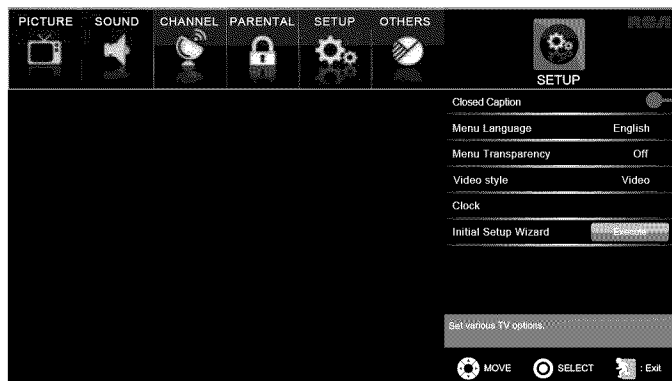 PICTURE SOUND CHANNEL PARENTAL SETUP OTHERS
RCA
SETUP
Closed Caption
Menu Language English
Menu Transparency Off
Video style Video
Clock
Initial Setup Wizard Execute
Set various TV options.
MOVE SELECT : Exit